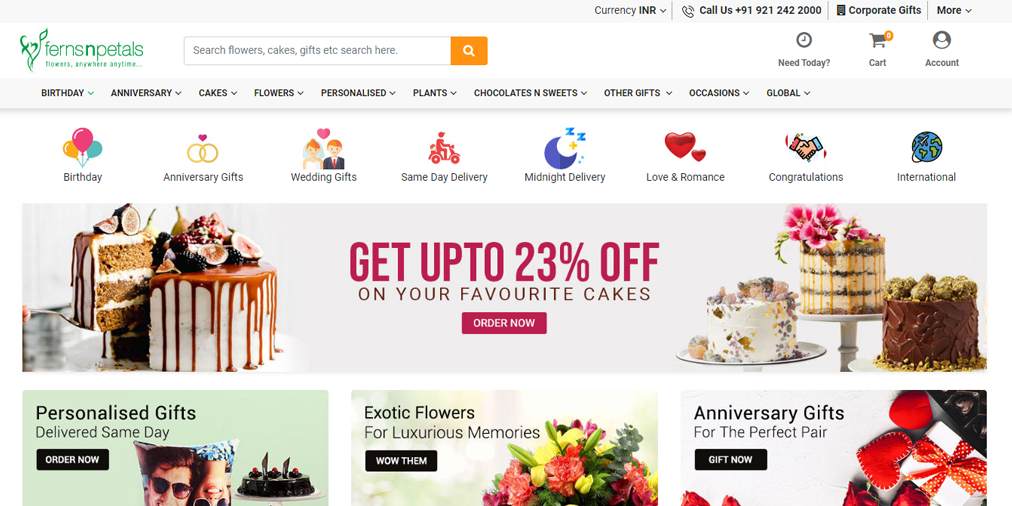 Currency INR
Call Us +91 921 242 2000
Corporate Gifts
More
fernsnpetals
flowers, anywhere anytime...
Search flowers, cakes, gifts etc search here.
Need Today?
0
Cart
Account
BIRTHDAY ANNIVERSARY CAKES FLOWERS PERSONALISED PLANTS CHOCOLATES N SWEETS OTHER GIFTS OCCASIONS GLOBAL
Birthday
Anniversary Gifts
Wedding Gifts
Same Day Delivery
Midnight Delivery
Love & Romance
Congratulations
International
GET UPTO 23% OFF
ON YOUR FAVOURITE CAKES
ORDER NOW
Personalised Gifts
Delivered Same Day
ORDER NOW
Exotic Flowers
For Luxurious Memories
WOW THEM
Anniversary Gifts
For The Perfect Pair
GIFT NOW